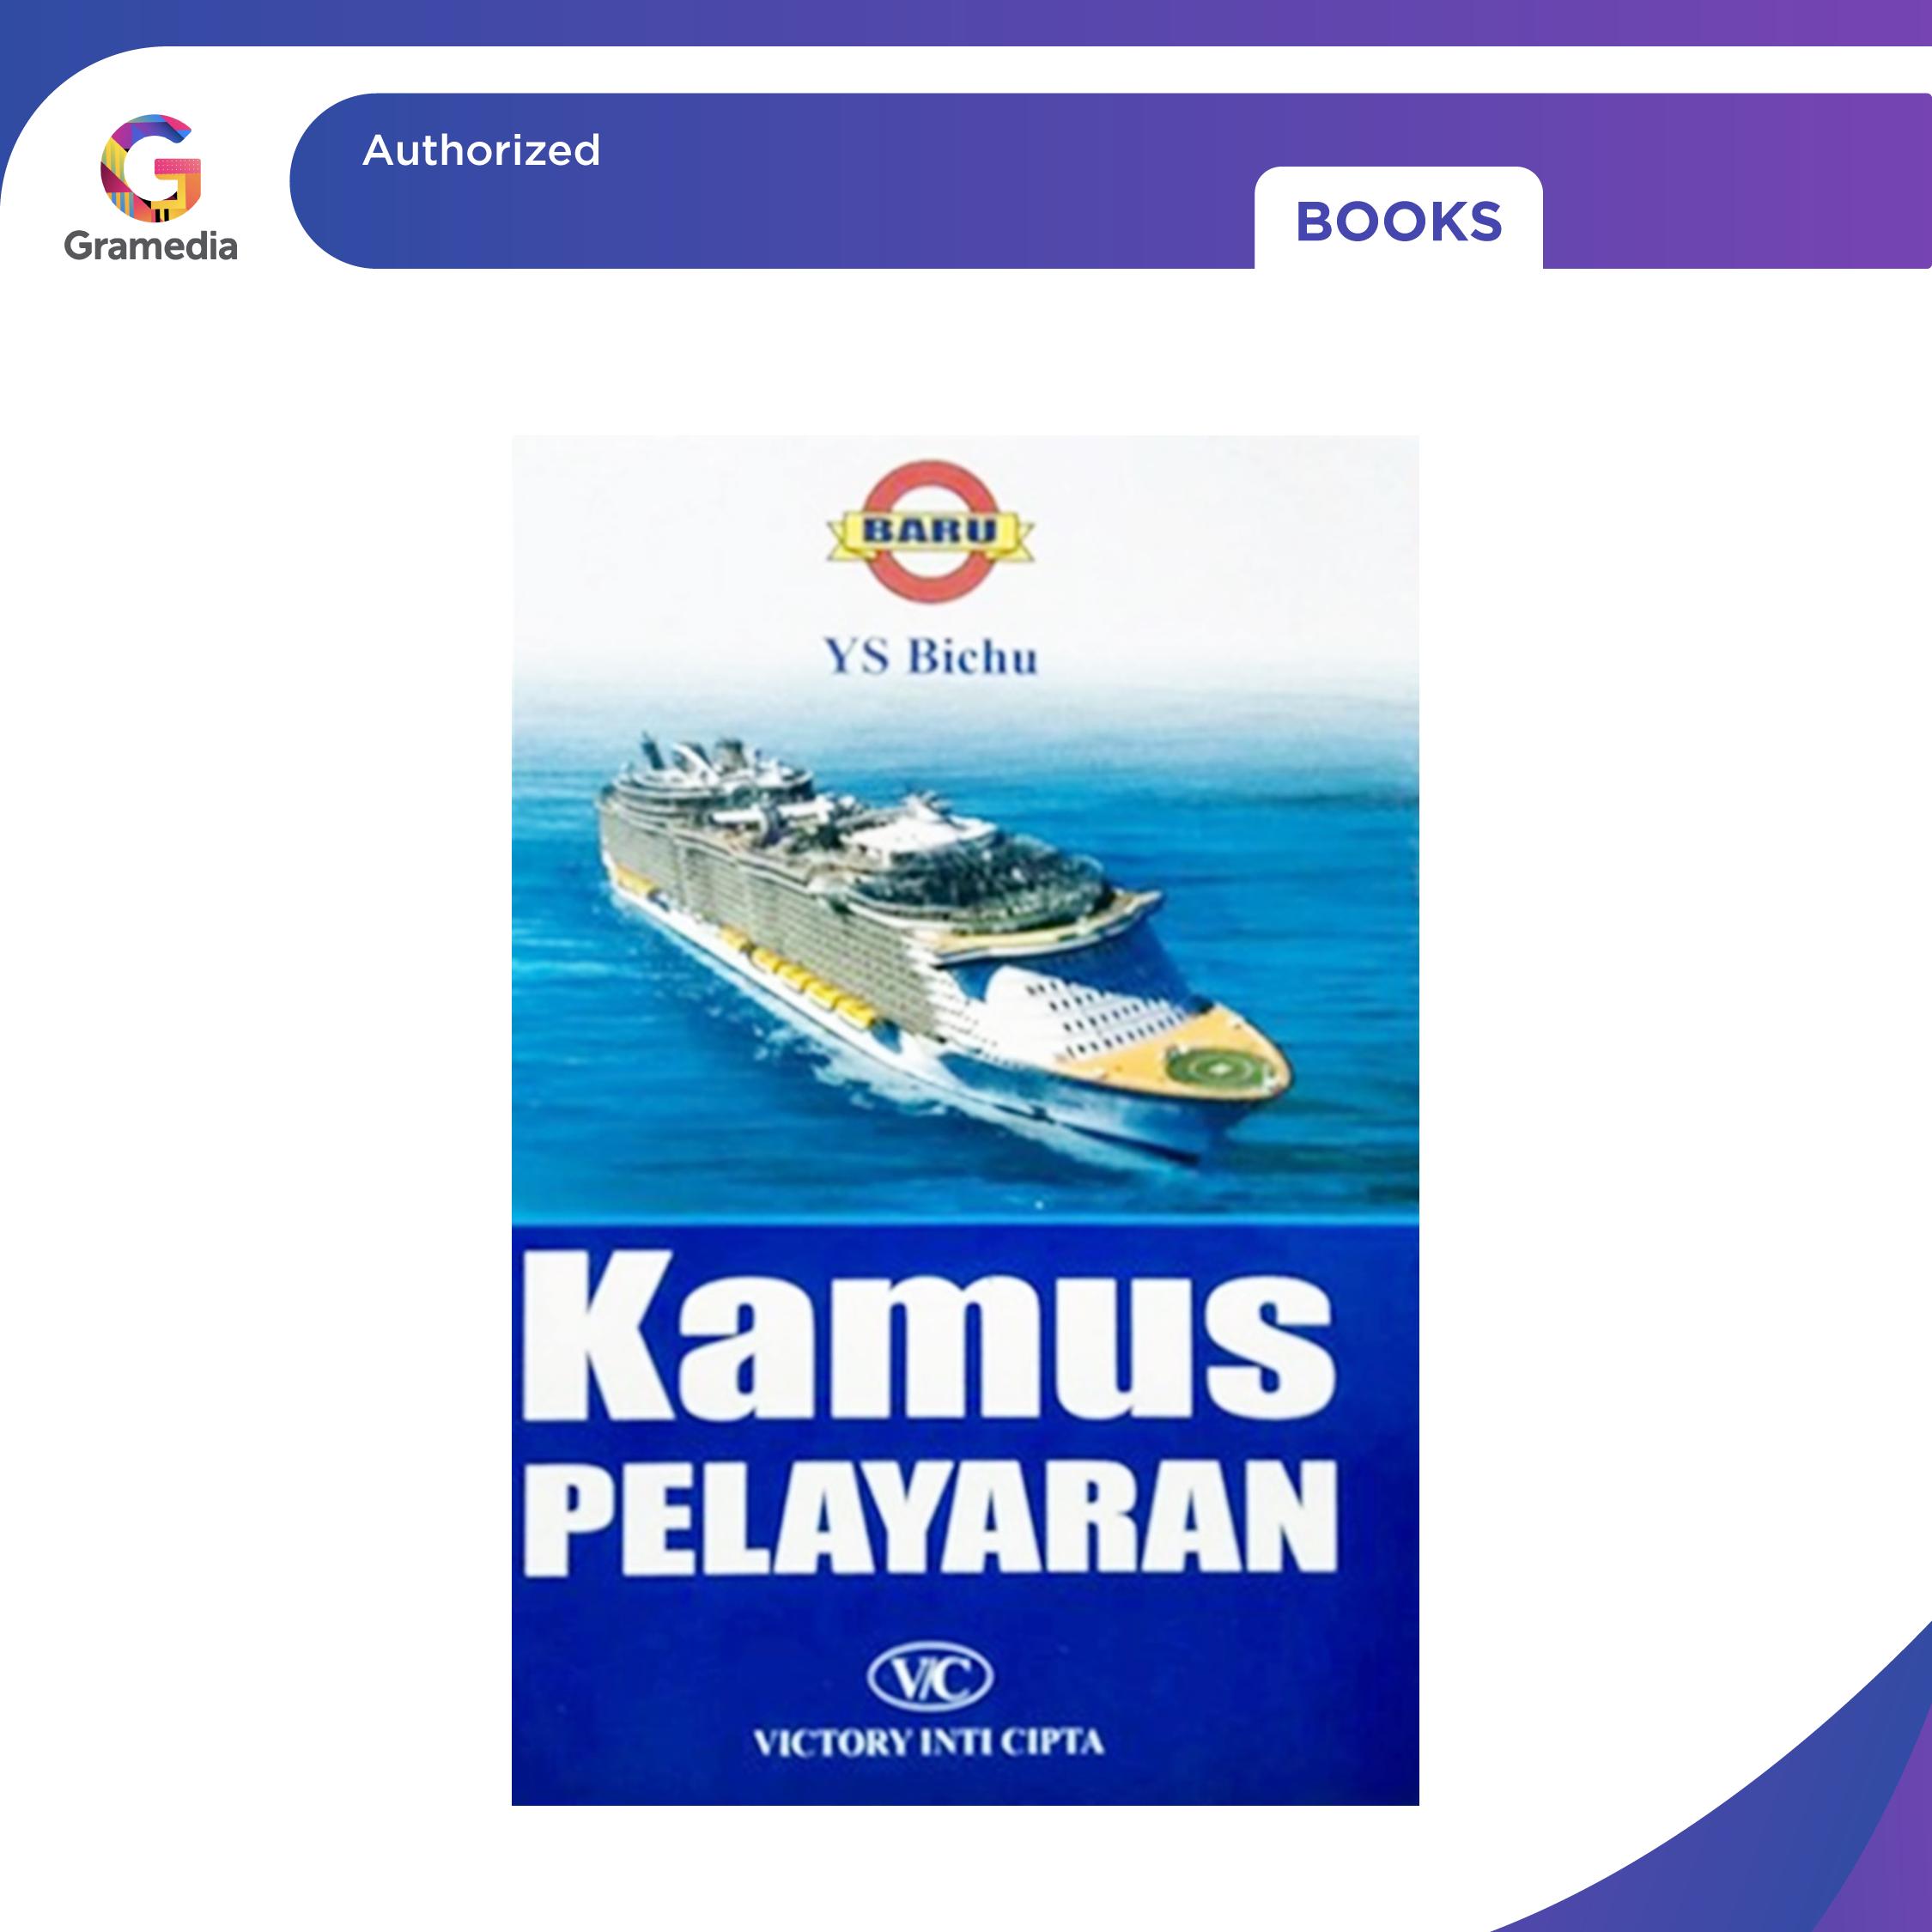 Gramedia
Authorized
BOOKS
BARU
YS Bichu
Kamus
PELAYARAN
VIC
VICTORY INTI CIPTA